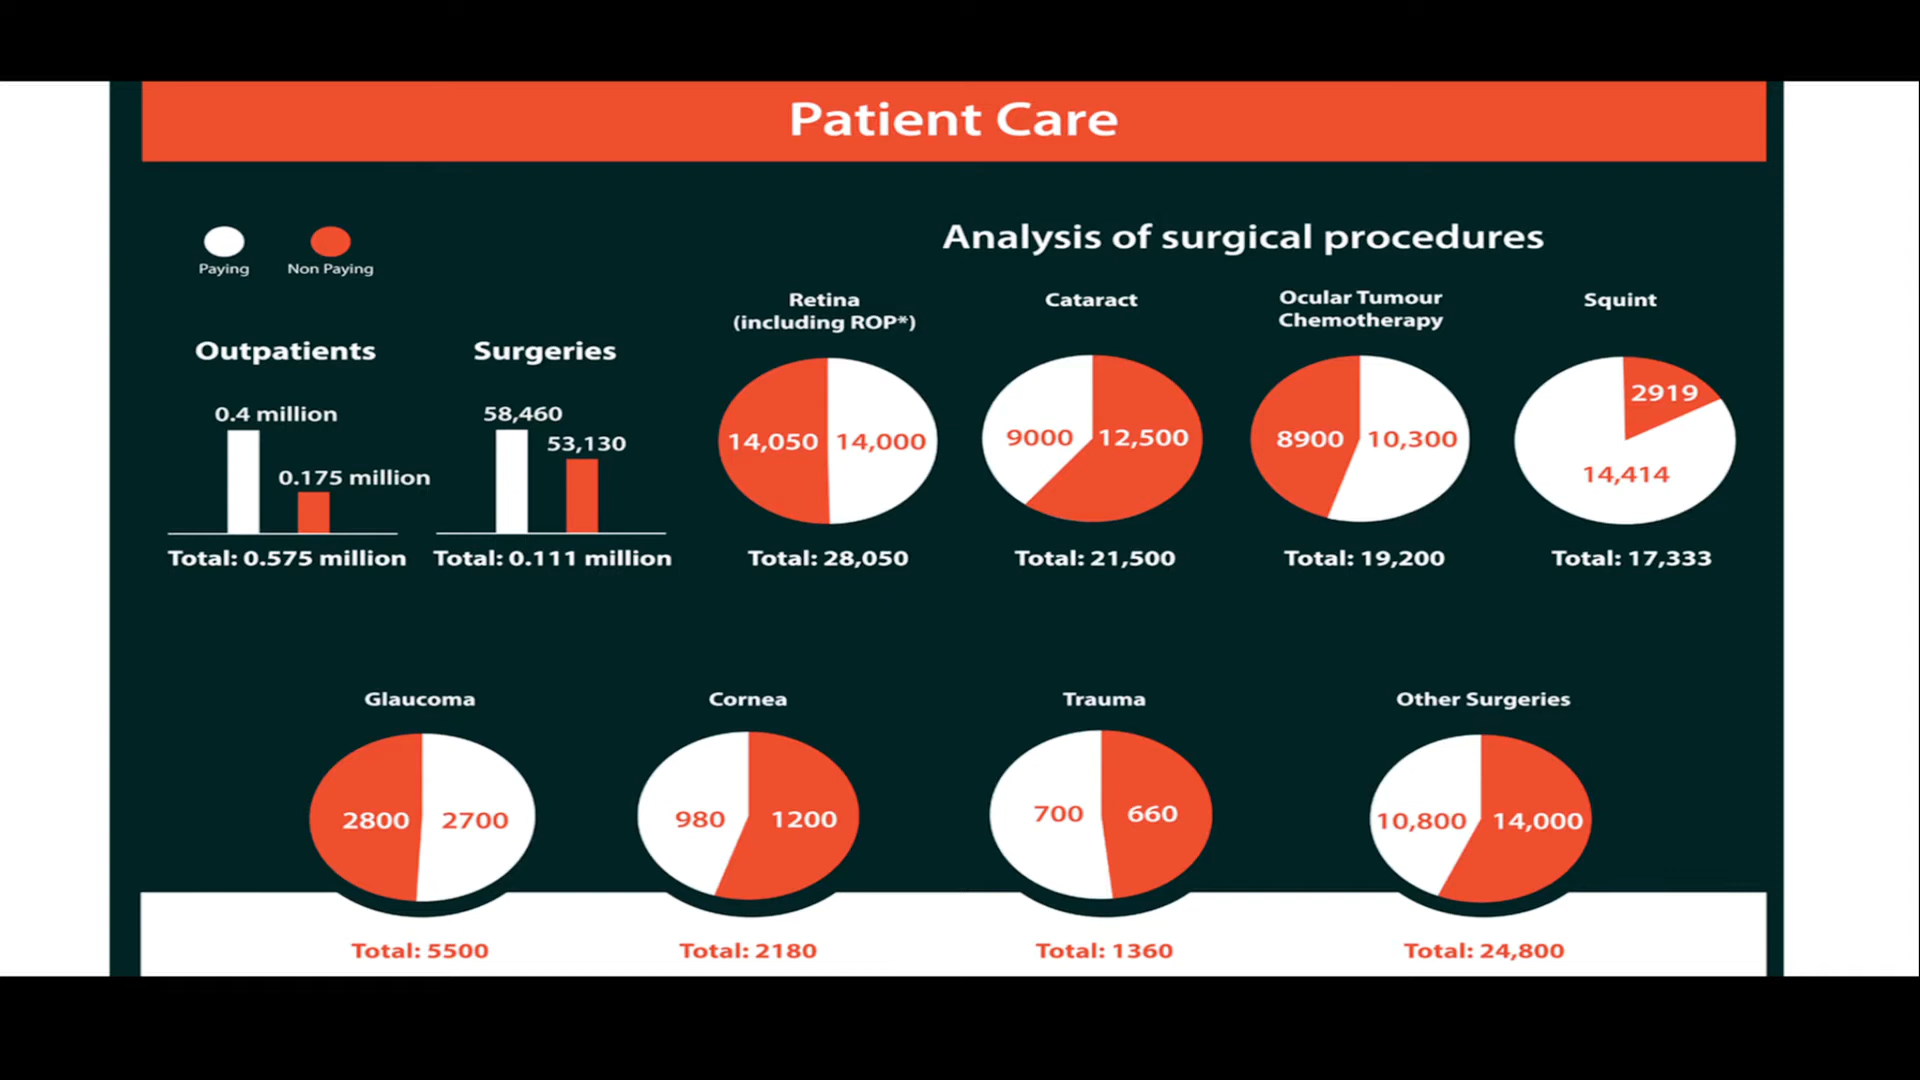 Patient Care
Paying
Non Paying
Outpatients
0.4 million
0.175 million
Total: 0.575 million
Surgeries
58,460
53,130
Total: 0.111 million
Analysis of surgical procedures
Retina
(including ROP*)
14,050
14,000
Total: 28,050
Cataract
9000
12,500
Total: 21,500
Ocular Tumour
Chemotherapy
8900
10,300
Total: 19,200
Squint
2919
14,414
Total: 17,333
Glaucoma
2800
2700
Total: 5500
Cornea
980
1200
Total: 2180
Trauma
700
660
Total: 1360
Other Surgeries
10,800
14,000
Total: 24,800